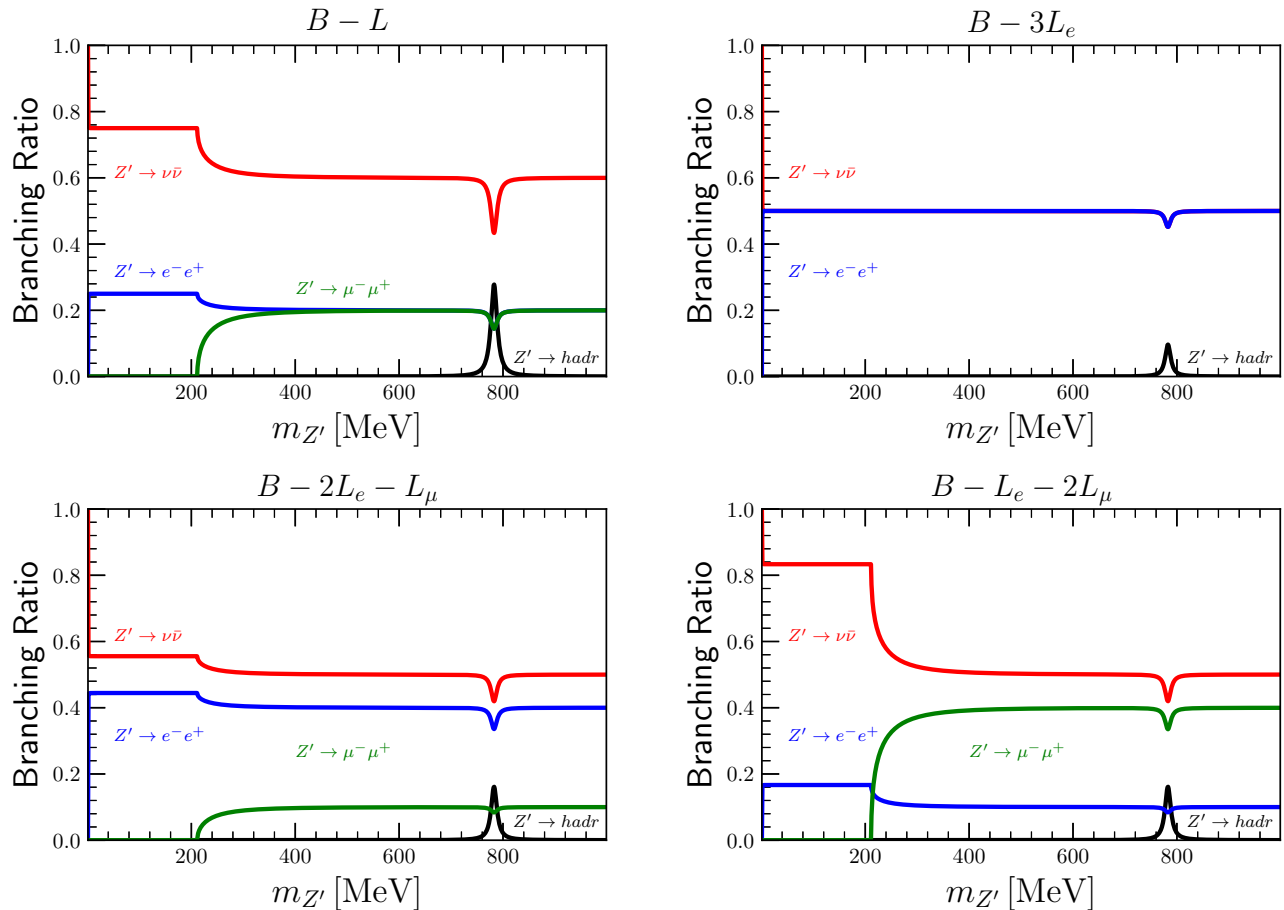 B − L
Branching Ratio
1.0
0.8
0.6
0.4
0.2
0.0
Z′ → νν̄
Z′ → e⁻e⁺
Z′ → μ⁻μ⁺
Z′ → hadr
200 400 600 800
m_Z′ [MeV]
B − 3L_e
Branching Ratio
1.0
0.8
0.6
0.4
0.2
0.0
Z′ → νν̄
Z′ → e⁻e⁺
Z′ → hadr
200 400 600 800
m_Z′ [MeV]
B − 2L_e − L_μ
Branching Ratio
1.0
0.8
0.6
0.4
0.2
0.0
Z′ → νν̄
Z′ → e⁻e⁺
Z′ → μ⁻μ⁺
Z′ → hadr
200 400 600 800
m_Z′ [MeV]
B − L_e − 2L_μ
Branching Ratio
1.0
0.8
0.6
0.4
0.2
0.0
Z′ → νν̄
Z′ → e⁻e⁺
Z′ → μ⁻μ⁺
Z′ → hadr
200 400 600 800
m_Z′ [MeV]